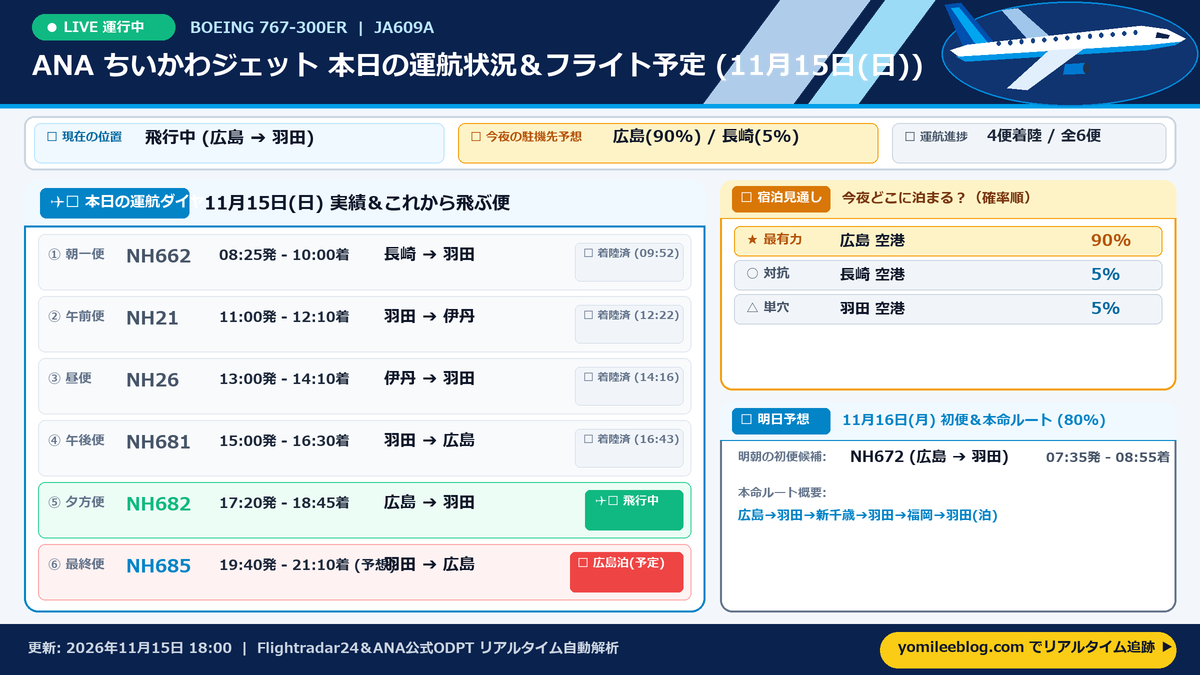 ● LIVE 運行中 BOEING 767-300ER | JA609A
ANA ちいかわジェット 本日の運航状況&フライト予定 (11月15日(日))
□ 現在の位置 飛行中 (広島 → 羽田)
□ 今夜の駐機先予想 広島(90%) / 長崎(5%)
□ 運航進捗 4便着陸 / 全6便
✈□ 本日の運航ダイ 11月15日(日) 実績&これから飛ぶ便
① 朝一便 NH662 08:25発 - 10:00着 長崎 → 羽田 □ 着陸済 (09:52)
② 午前便 NH21 11:00発 - 12:10着 羽田 → 伊丹 □ 着陸済 (12:22)
③ 昼便 NH26 13:00発 - 14:10着 伊丹 → 羽田 □ 着陸済 (14:16)
④ 午後便 NH681 15:00発 - 16:30着 羽田 → 広島 □ 着陸済 (16:43)
⑤ 夕方便 NH682 17:20発 - 18:45着 広島 → 羽田 ✈□ 飛行中
⑥ 最終便 NH685 19:40発 - 21:10着 (予想) 羽田 → 広島 □ 広島泊(予定)
□ 宿泊見通し 今夜どこに泊まる？ (確率順)
★ 最有力 広島 空港 90%
○ 対抗 長崎 空港 5%
△ 単穴 羽田 空港 5%
□ 明日予想 11月16日(月) 初便&本命ルート (80%)
明朝の初便候補: NH672 (広島 → 羽田) 07:35発 - 08:55着
本命ルート概要:
広島→羽田→新千歳→羽田→福岡→羽田(泊)
更新: 2026年11月15日 18:00 | Flightradar24&ANA公式ODPT リアルタイム自動解析
yomileeblog.com でリアルタイム追跡 ▶